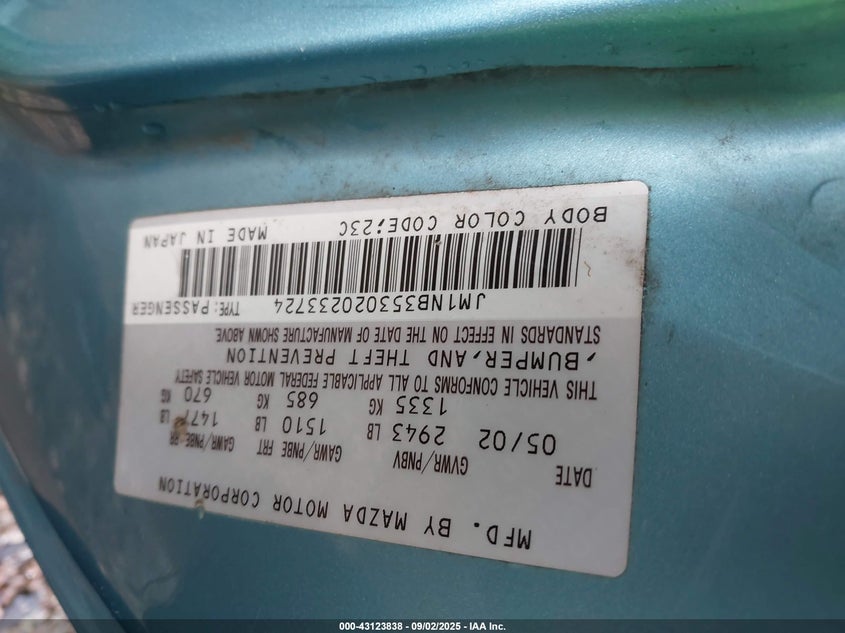 MFD. BY MAZDA MOTOR CORPORATION
DATE GVWR/PNBV GAWR/PNBE FRT GAWR/PNBE RR
05/02 2943 LB 1510 LB 1477 LB
1335 KG 685 KG 670 KG
THIS VEHICLE CONFORMS TO ALL APPLICABLE FEDERAL MOTOR VEHICLE SAFETY
,BUMPER,AND THEFT PREVENTION
STANDARDS IN EFFECT ON THE DATE OF MANUFACTURE SHOWN ABOVE.
JM1NB353020233724 TYPE:PASSENGER
BODY COLOR CODE:23C MADE IN JAPAN
000-43123838 - 09/02/2025 - IAA Inc.